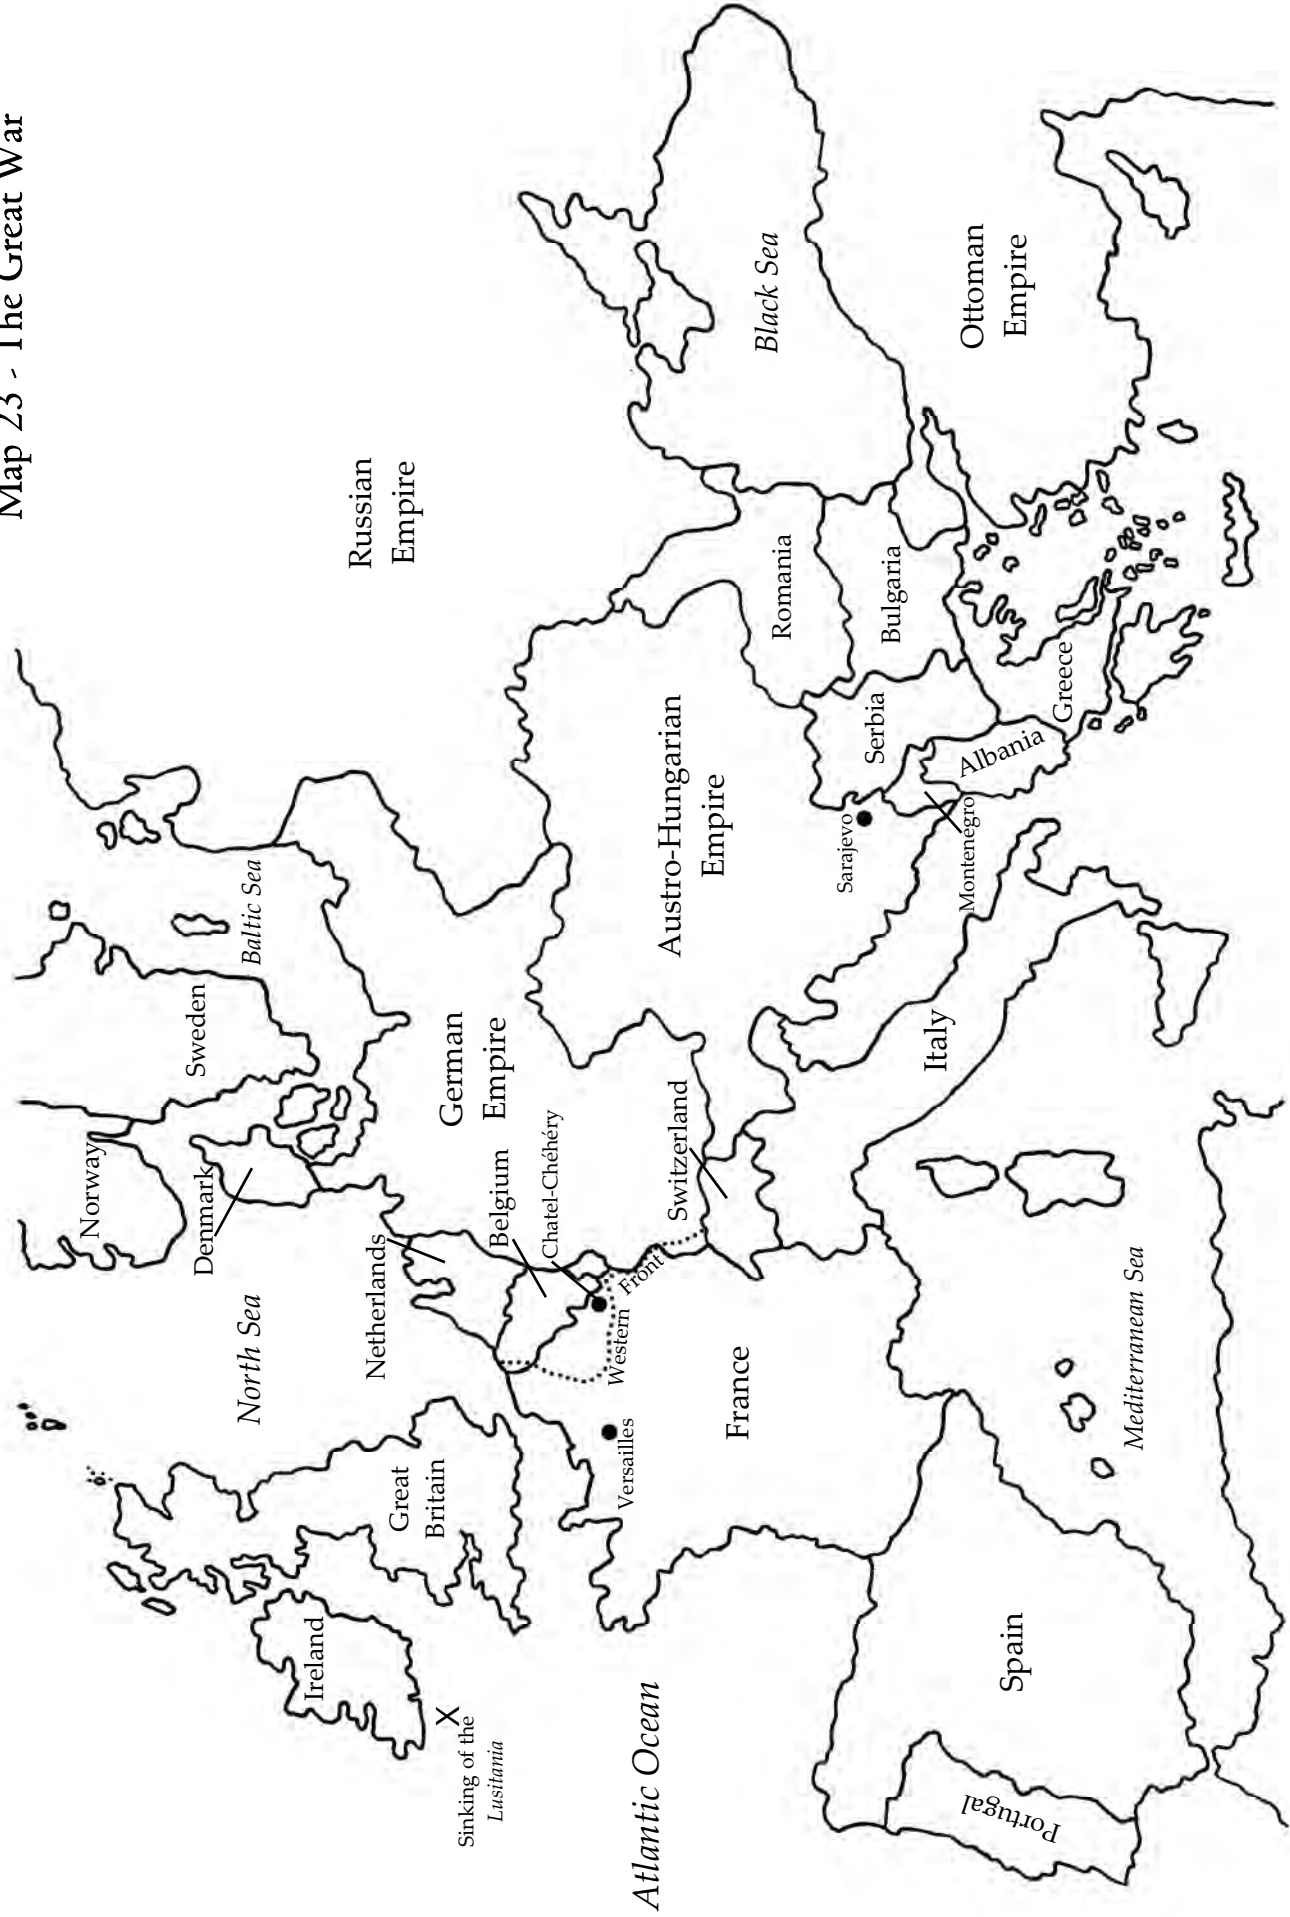 Map 23 - The Great War
Norway
Sweden
Baltic Sea
Russian
Empire
Denmark
North Sea
Ireland
Great
Britain
Netherlands
German
Empire
Belgium
Chatel-Chéhéry
Sinking of the
Lusitania
X
Western
Front
Versailles
Atlantic Ocean
France
Switzerland
Austro-Hungarian
Empire
Romania
Black Sea
Sarajevo
Serbia
Bulgaria
Montenegro
Albania
Italy
Greece
Ottoman
Empire
Spain
Portugal
Mediterranean Sea